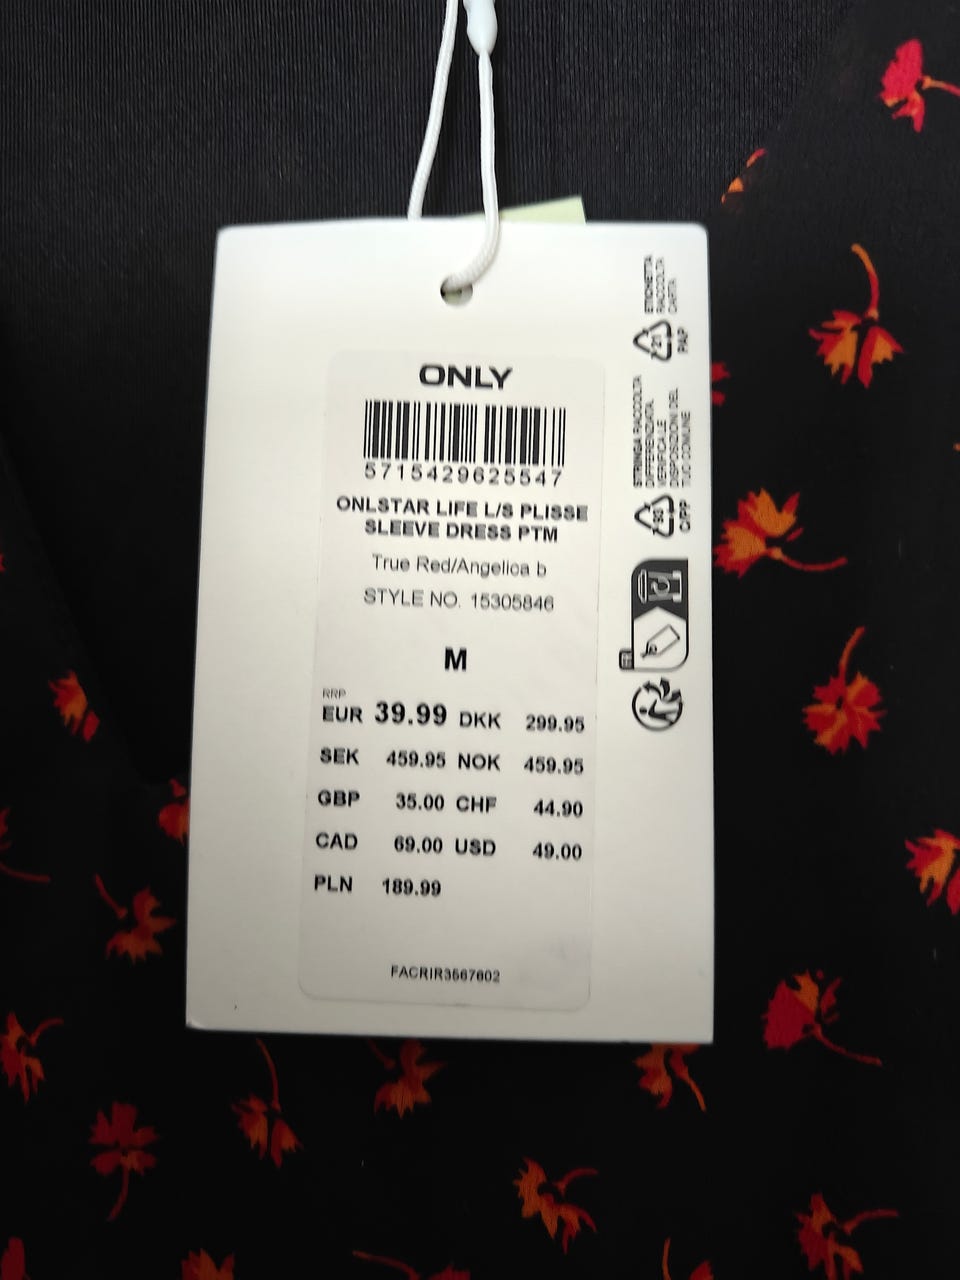 ONLY
5715429625547
ONLSTAR LIFE L/S PLISSE
SLEEVE DRESS PTM
True Red/Angelica b
STYLE NO. 15305846
M
RRP
EUR 39.99 DKK 299.95
SEK 459.95 NOK 459.95
GBP 35.00 CHF 44.90
CAD 69.00 USD 49.00
PLN 189.99
FACRIR3567602
ETICHETTA
RACCOLTA
CARTA
21
PAP
STRINGA RACCOLTA
DIFFERENZIATA.
VERIFICA LE
DISPOSIZIONI DEL
TUO COMUNE
C/PP